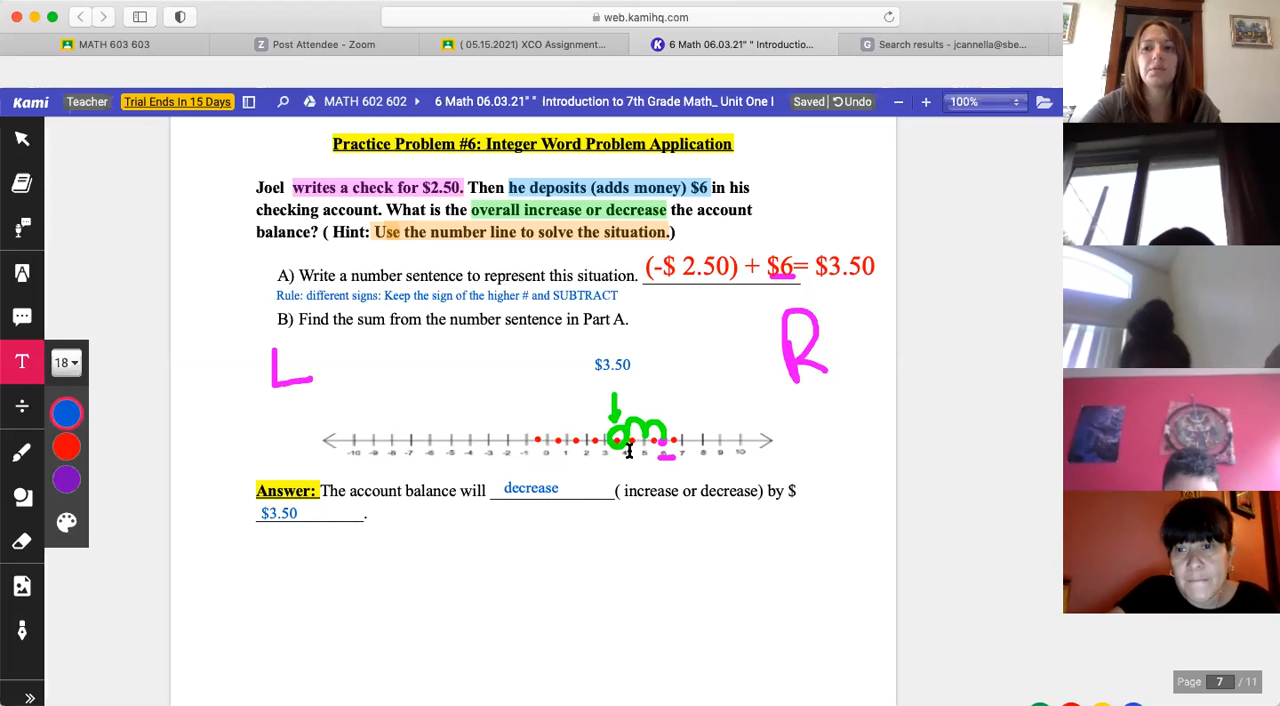 web.kamihq.com
MATH 603 603
Post Attendee - Zoom
( 05.15.2021) XCO Assignment...
6 Math 06.03.21" " Introductio...
Search results - jcannella@sbe...
Kami
Teacher
Trial Ends In 15 Days
MATH 602 602
6 Math 06.03.21" " Introduction to 7th Grade Math_ Unit One I
Saved
Undo
100%
Practice Problem #6: Integer Word Problem Application
Joel writes a check for $2.50. Then he deposits (adds money) $6 in his
checking account. What is the overall increase or decrease the account
balance? ( Hint: Use the number line to solve the situation.)
(-$ 2.50) + $6= $3.50
A) Write a number sentence to represent this situation.
Rule: different signs: Keep the sign of the higher # and SUBTRACT
B) Find the sum from the number sentence in Part A.
L
R
$3.50
-10 -9 -8 -7 -6 -5 -4 -3 -2 -1 0 1 2 3 4 5 6 7 8 9 10
Answer: The account balance will decrease ( increase or decrease) by $
$3.50 .
T
18
Page 7 / 11